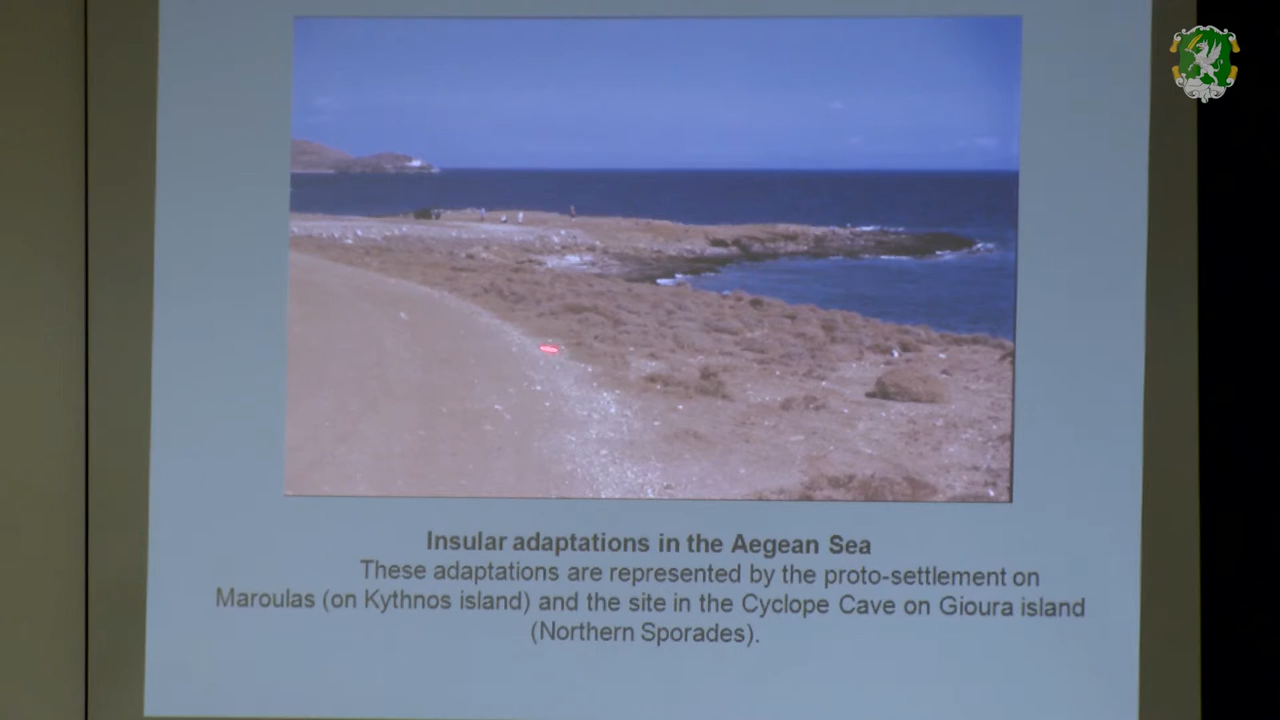 Insular adaptations in the Aegean Sea
These adaptations are represented by the proto-settlement on
Maroulas (on Kythnos island) and the site in the Cyclope Cave on Gioura island
(Northern Sporades).